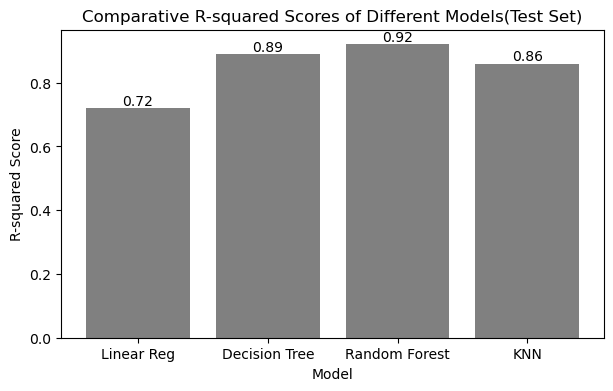 Comparative R-squared Scores of Different Models(Test Set)
0.92
0.89
0.86
0.8
0.72
0.6
0.4
0.2
0.0
R-squared Score
Linear Reg
Decision Tree
Random Forest
KNN
Model